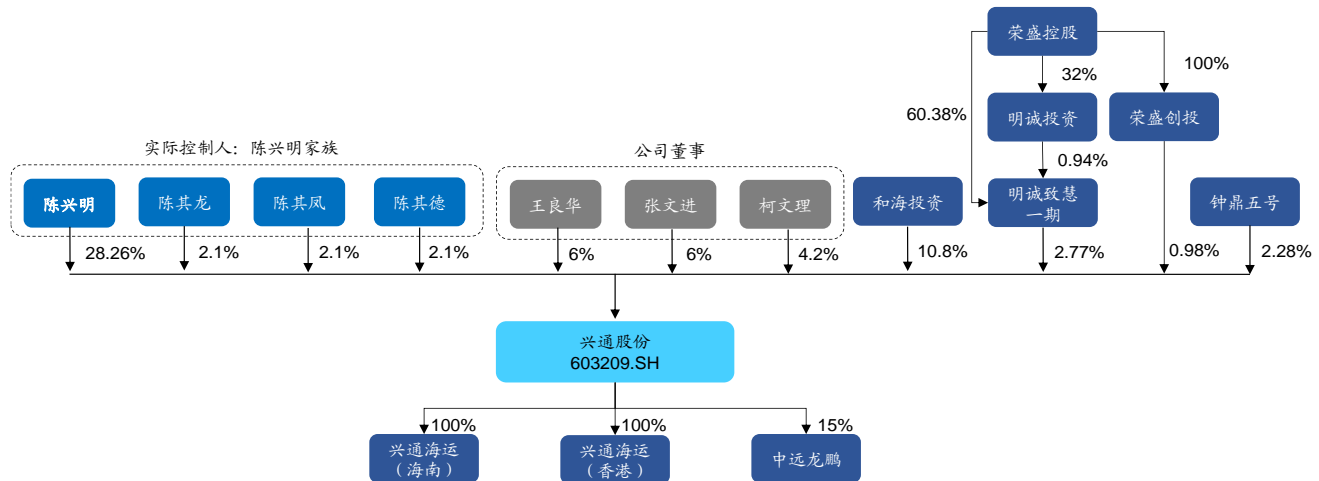 荣盛控股
32%
100%
60.38%
明诚投资
荣盛创投
实际控制人：陈兴明家族
公司董事
0.94%
陈兴明
陈其龙
陈其凤
陈其德
王良华
张文进
柯文理
和海投资
明诚致慧
一期
钟鼎五号
28.26%
2.1%
2.1%
2.1%
6%
6%
4.2%
10.8%
2.77%
0.98%
2.28%
兴通股份
603209.SH
100%
100%
15%
兴通海运
（海南）
兴通海运
（香港）
中远龙鹏